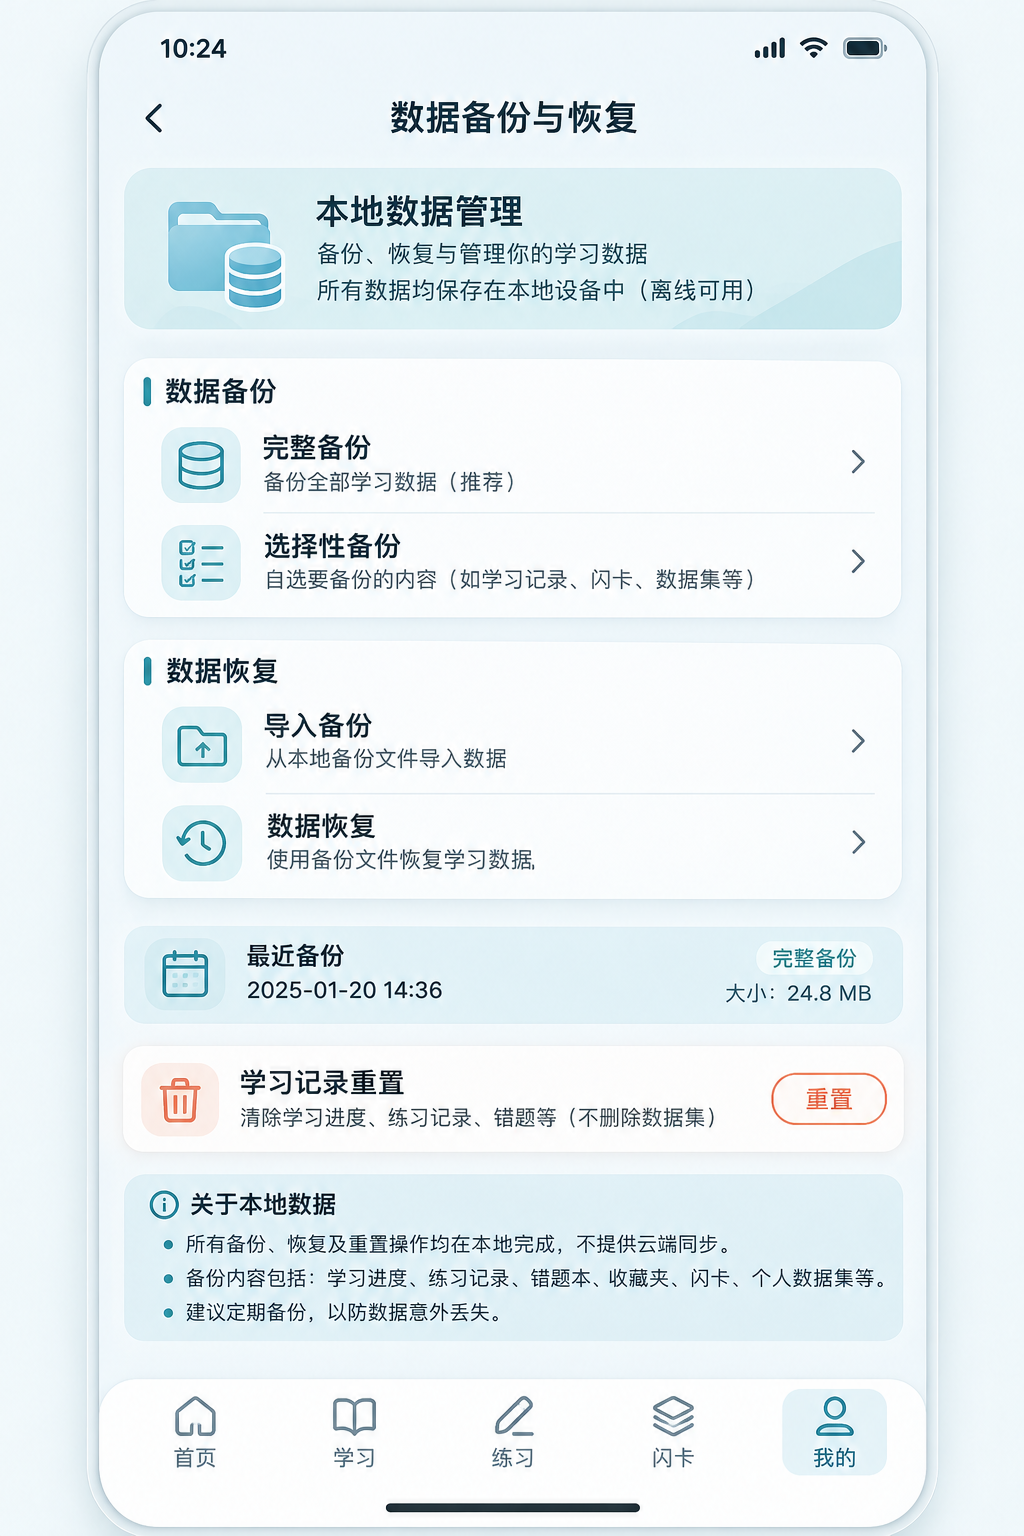 10:24
数据备份与恢复
本地数据管理
备份、恢复与管理你的学习数据
所有数据均保存在本地设备中（离线可用）
数据备份
完整备份
备份全部学习数据（推荐）
选择性备份
自选要备份的内容（如学习记录、闪卡、数据集等）
数据恢复
导入备份
从本地备份文件导入数据
数据恢复
使用备份文件恢复学习数据,
最近备份
2025-01-20 14:36
完整备份
大小：24.8 MB
学习记录重置
清除学习进度、练习记录、错题等（不删除数据集）
重置
关于本地数据
• 所有备份、恢复及重置操作均在本地完成，不提供云端同步。
• 备份内容包括：学习进度、练习记录、错题本、收藏夹、闪卡、个人数据集等。
• 建议定期备份，以防数据意外丢失。
首页
学习
练习
闪卡
我的